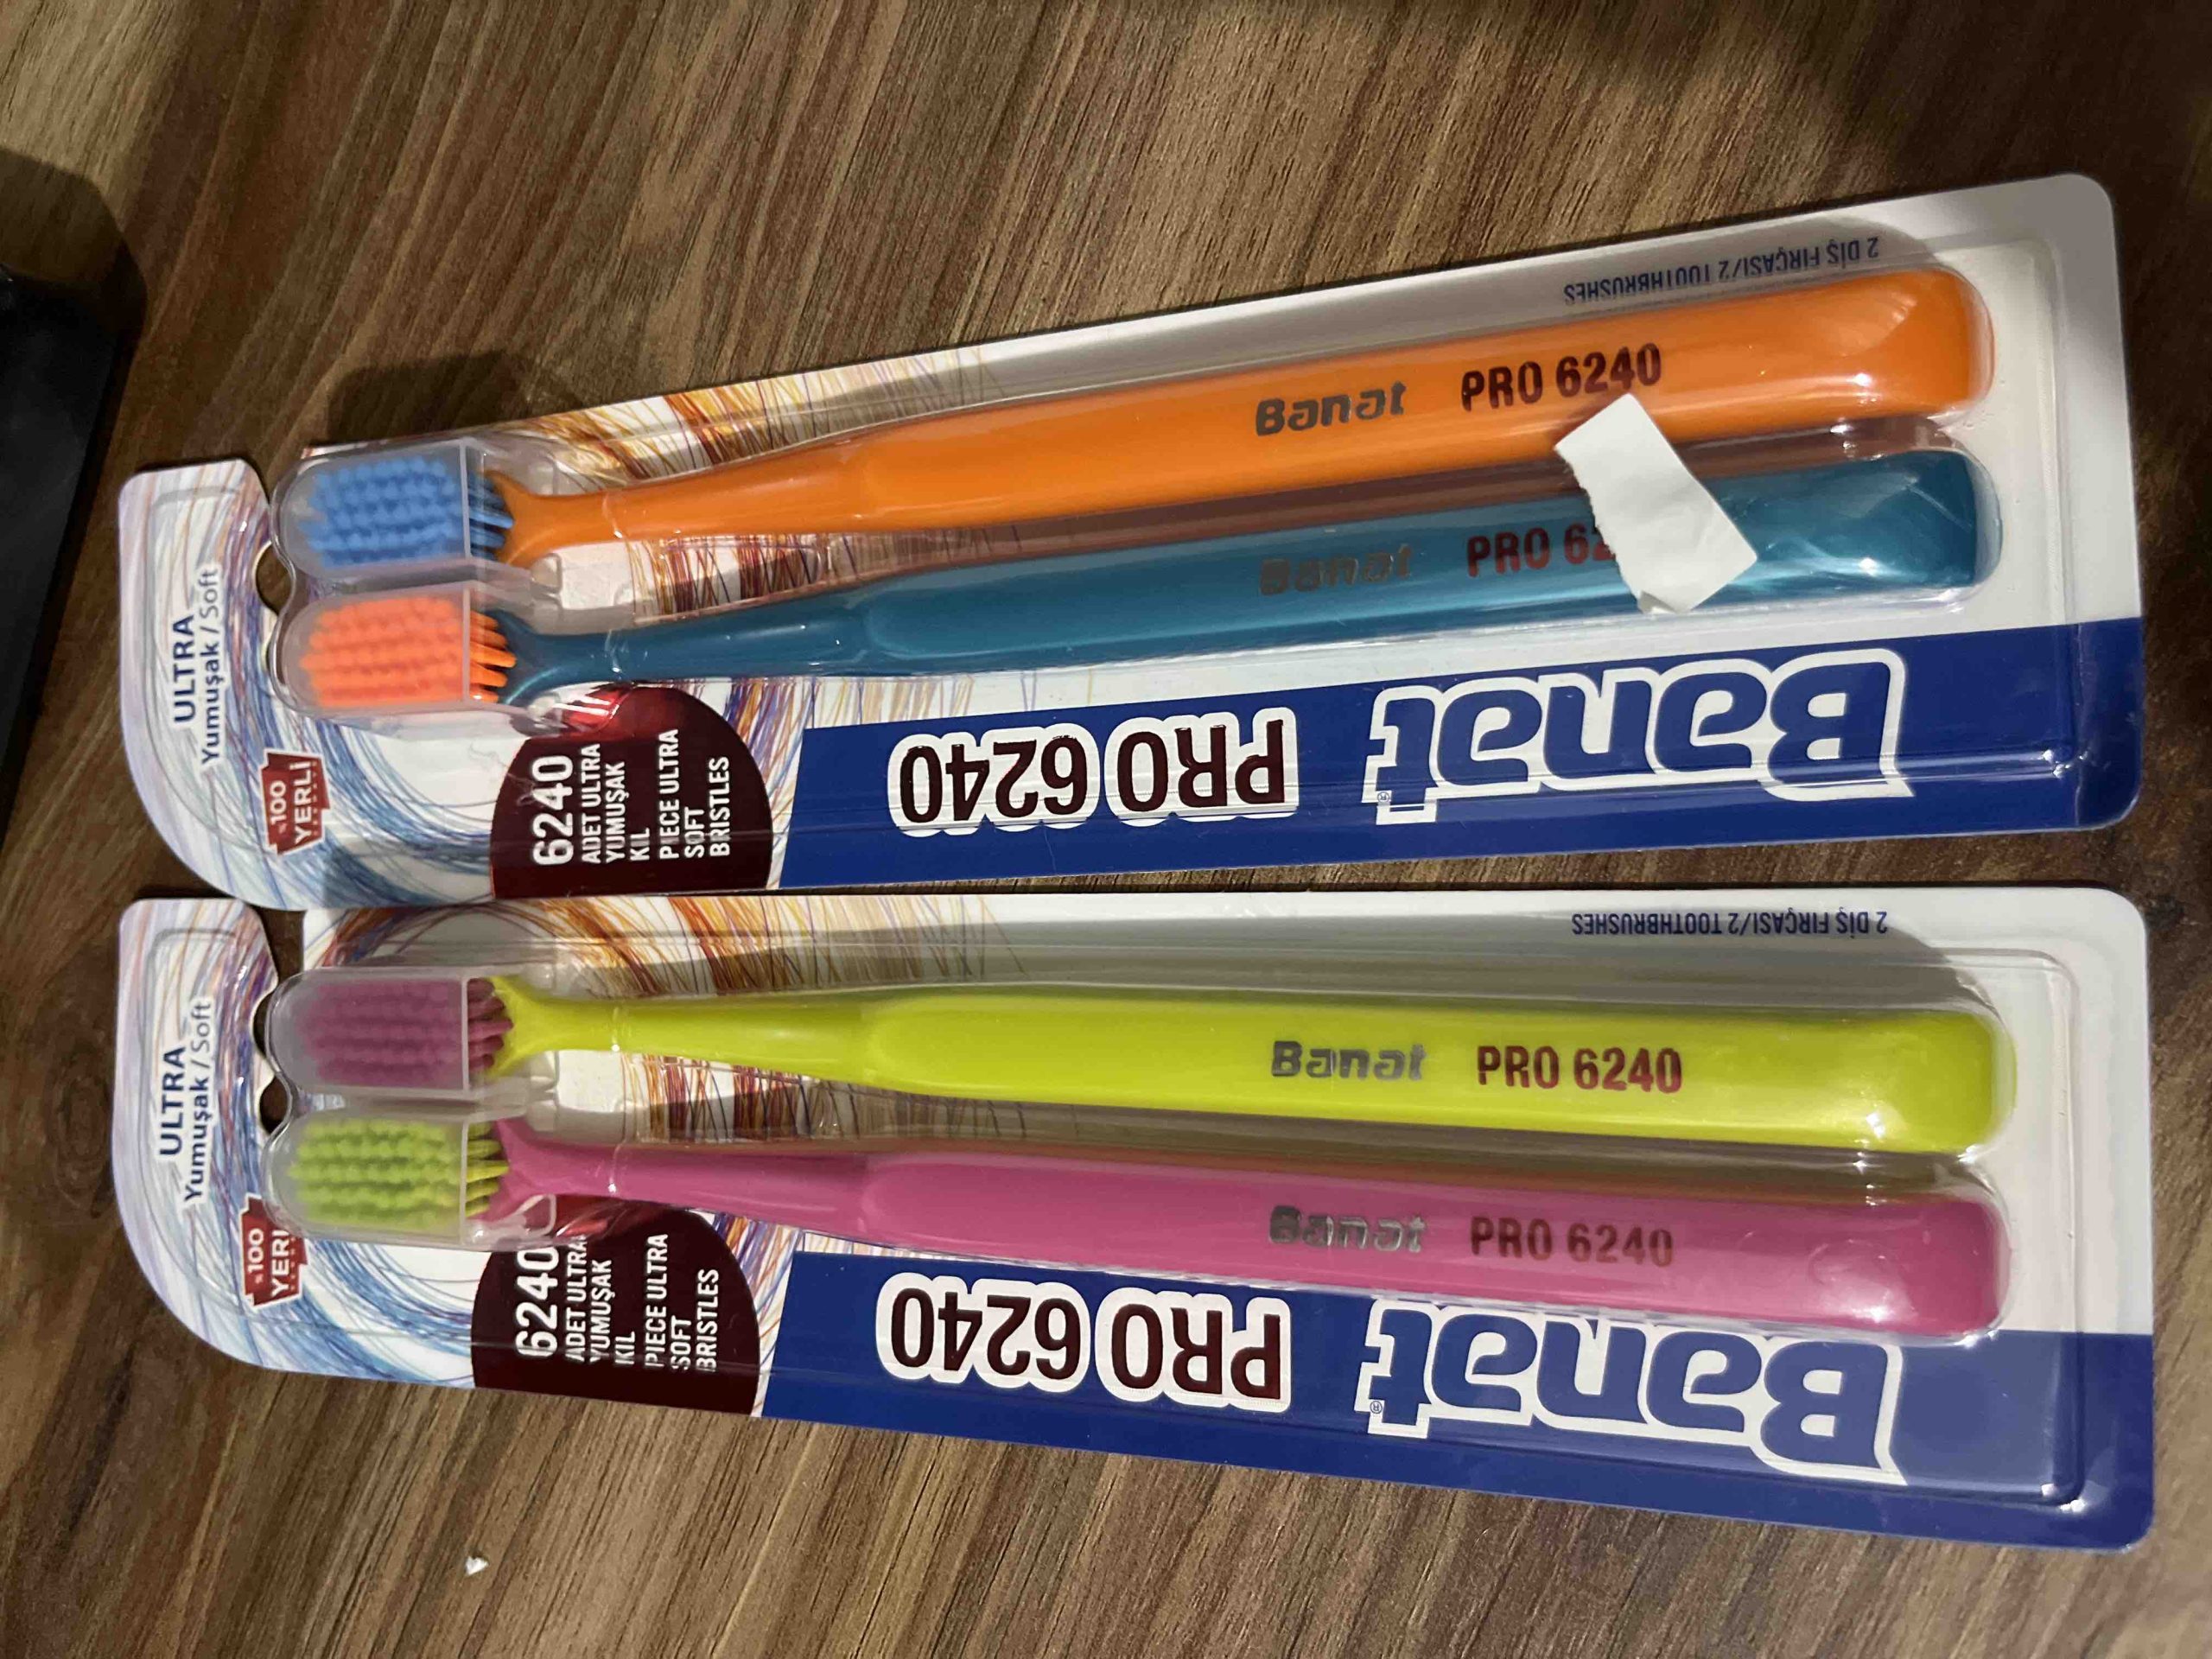 2 DİŞ FIRÇASI/2 TOOTHBRUSHES
Banat PRO 6240
Banat PRO 62
ULTRA
Yumuşak / Soft
%100
YERLİ
6240
ADET ULTRA
YUMUŞAK
KIL
PIECE ULTRA
SOFT
BRISTLES
Banat® PRO 6240
2 DİŞ FIRÇASI/2 TOOTHBRUSHES
Banat PRO 6240
Banat PRO 6240
ULTRA
Yumuşak / Soft
%100
YERLİ
6240
ADET ULTRA
YUMUŞAK
KIL
PIECE ULTRA
SOFT
BRISTLES
Banat® PRO 6240